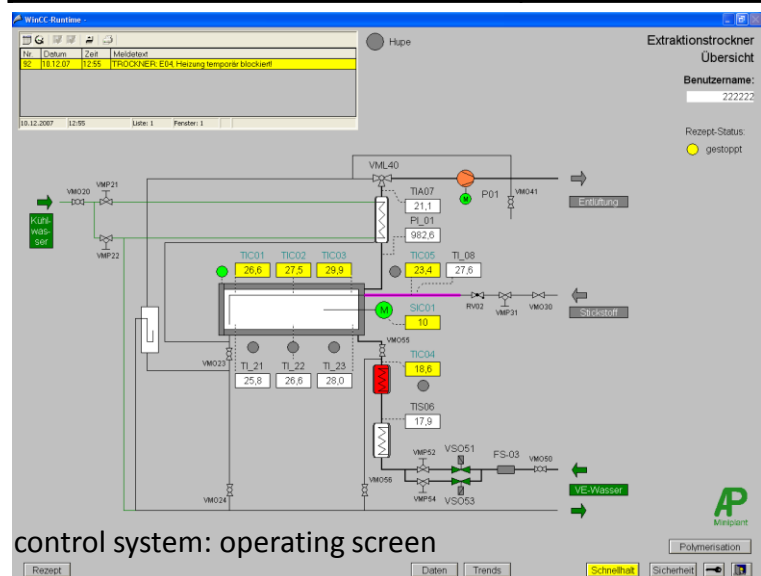 WinCC-Runtime -
Nr. Datum Zeit Meldetext
92 10.12.07 12:55 TROCKNER: E04, Heizung temporär blockiert!
10.12.2007 12:55 Liste: 1 Fenster: 1
Hupe
Extraktionstrockner
Übersicht
Benutzername:
222222
Rezept-Status:
gestoppt
VML40
VMO20 VMP21
TIA07
21,1
P01
M
VMO41
Entlüftung
Kühl-
was-
ser
PI_01
982,6
VMP22
TIC01 TIC02 TIC03
26,6 27,5 29,9
TIC05 TI_08
23,4 27,6
M
SIC01
10
RV02 VMP31 VMO30
Stickstoff
VMO23
TI_21 TI_22 TI_23
25,8 26,6 28,0
VMO55
TIC04
18,6
TIS06
17,9
VMP52 VSO51 FS-03 VMO50
VMO56
VMO24
VMP54 VSO53
VE-Wasser
AP
Miniplant
control system: operating screen
Polymerisation
Rezept Daten Trends Schnellhalt Sicherheit